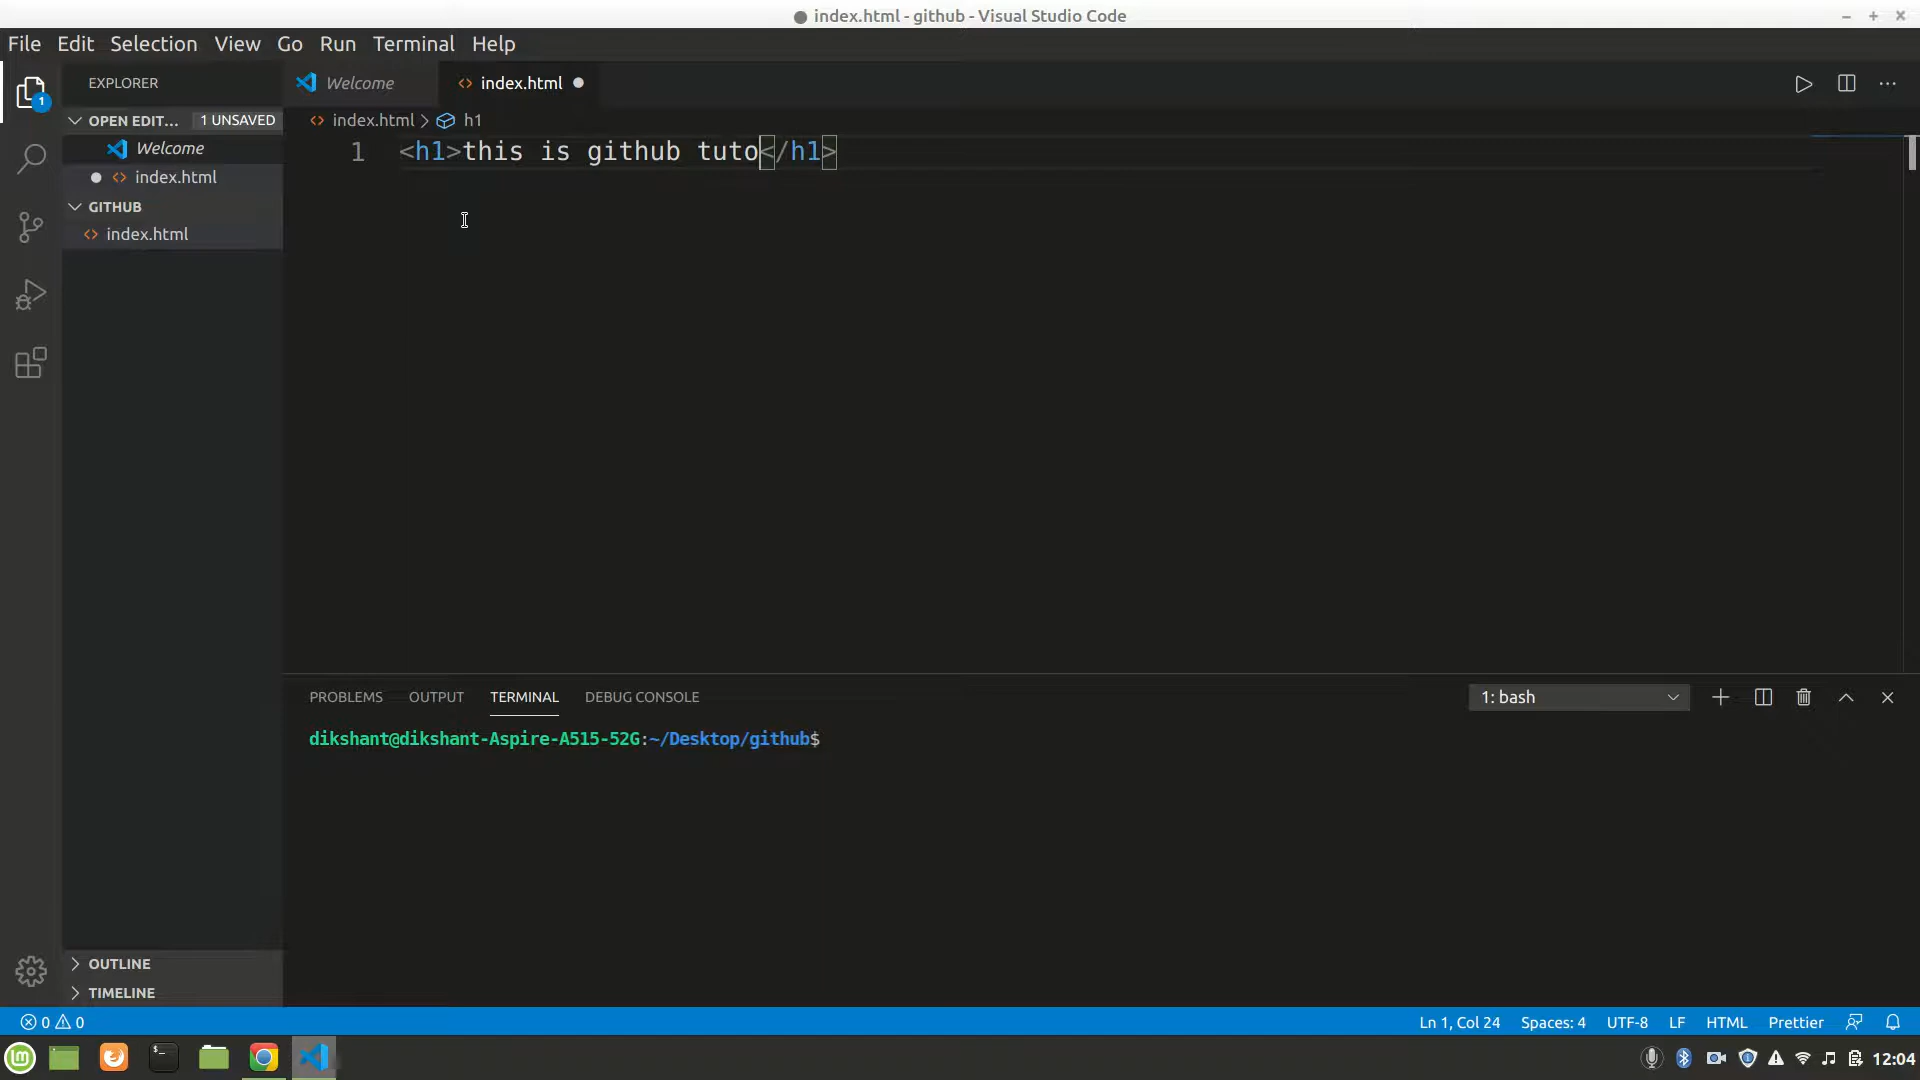 index.html - github - Visual Studio Code
File Edit Selection View Go Run Terminal Help
EXPLORER
Welcome
index.html
OPEN EDIT... 1 UNSAVED
index.html > h1
Welcome
1 <h1>this is github tuto</h1>
index.html
GITHUB
index.html
PROBLEMS OUTPUT TERMINAL DEBUG CONSOLE
1: bash
dikshant@dikshant-Aspire-A515-52G:~/Desktop/github$
OUTLINE
TIMELINE
0 0
Ln 1, Col 24 Spaces: 4 UTF-8 LF HTML Prettier
12:04